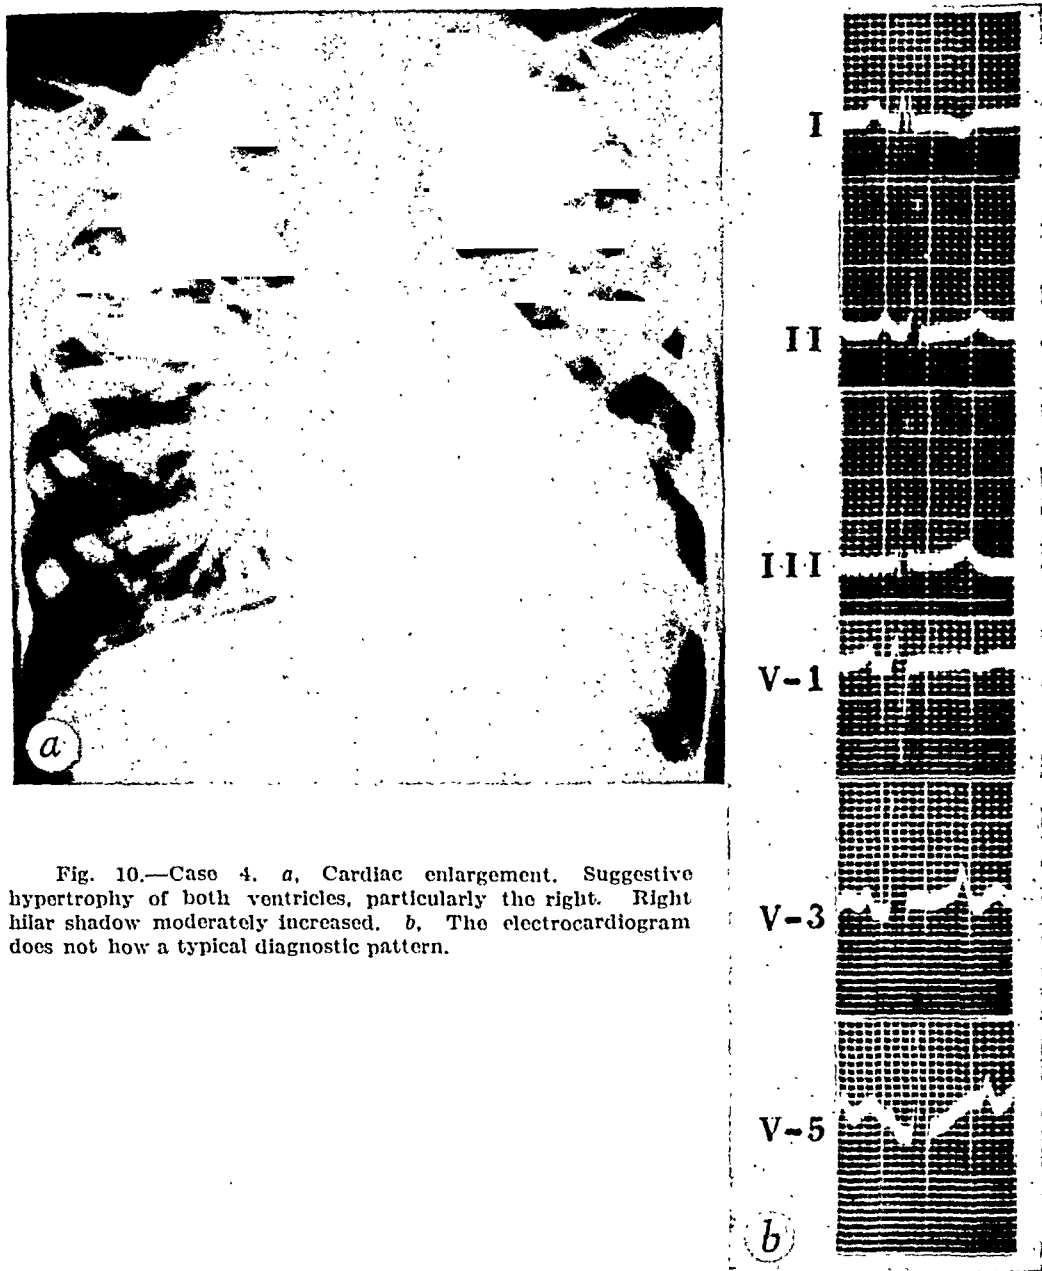 I
II
III
V-1
V-3
V-5
a
b
Fig. 10.—Case 4. a, Cardiac enlargement. Suggestive
hypertrophy of both ventricles, particularly the right. Right
hilar shadow moderately increased. b, The electrocardiogram
does not how a typical diagnostic pattern.